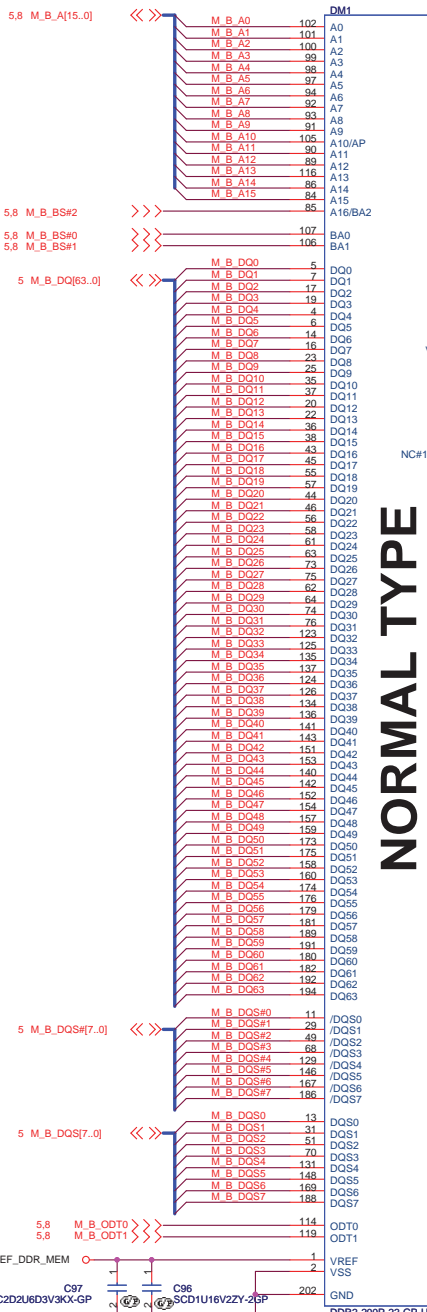 DM1
5,8 M_B_A[15..0]
M_B_A0 102 A0
M_B_A1 101 A1
M_B_A2 100 A2
M_B_A3 99 A3
M_B_A4 98 A4
M_B_A5 97 A5
M_B_A6 94 A6
M_B_A7 92 A7
M_B_A8 93 A8
M_B_A9 91 A9
M_B_A10 105 A10/AP
M_B_A11 90 A11
M_B_A12 89 A12
M_B_A13 116 A13
M_B_A14 86 A14
M_B_A15 84 A15
5,8 M_B_BS#2 85 A16/BA2
5,8 M_B_BS#0 107 BA0
5,8 M_B_BS#1 106 BA1
5 M_B_DQ[63..0]
M_B_DQ0 5 DQ0
M_B_DQ1 7 DQ1
M_B_DQ2 17 DQ2
M_B_DQ3 19 DQ3
M_B_DQ4 4 DQ4
M_B_DQ5 6 DQ5
M_B_DQ6 14 DQ6
M_B_DQ7 16 DQ7
M_B_DQ8 23 DQ8
M_B_DQ9 25 DQ9
M_B_DQ10 35 DQ10
M_B_DQ11 37 DQ11
M_B_DQ12 20 DQ12
M_B_DQ13 22 DQ13
M_B_DQ14 36 DQ14
M_B_DQ15 38 DQ15
M_B_DQ16 43 DQ16
NC#1
M_B_DQ17 45 DQ17
M_B_DQ18 55 DQ18
M_B_DQ19 57 DQ19
M_B_DQ20 44 DQ20
M_B_DQ21 46 DQ21
M_B_DQ22 56 DQ22
M_B_DQ23 58 DQ23
M_B_DQ24 61 DQ24
M_B_DQ25 63 DQ25
M_B_DQ26 73 DQ26
M_B_DQ27 75 DQ27
M_B_DQ28 62 DQ28
M_B_DQ29 64 DQ29
M_B_DQ30 74 DQ30
M_B_DQ31 76 DQ31
M_B_DQ32 123 DQ32
M_B_DQ33 125 DQ33
M_B_DQ34 135 DQ34
M_B_DQ35 137 DQ35
M_B_DQ36 124 DQ36
M_B_DQ37 126 DQ37
M_B_DQ38 134 DQ38
M_B_DQ39 136 DQ39
M_B_DQ40 141 DQ40
M_B_DQ41 143 DQ41
M_B_DQ42 151 DQ42
M_B_DQ43 153 DQ43
M_B_DQ44 140 DQ44
M_B_DQ45 142 DQ45
M_B_DQ46 152 DQ46
M_B_DQ47 154 DQ47
M_B_DQ48 157 DQ48
M_B_DQ49 159 DQ49
M_B_DQ50 173 DQ50
M_B_DQ51 175 DQ51
M_B_DQ52 158 DQ52
M_B_DQ53 160 DQ53
M_B_DQ54 174 DQ54
M_B_DQ55 176 DQ55
M_B_DQ56 179 DQ56
M_B_DQ57 181 DQ57
M_B_DQ58 189 DQ58
M_B_DQ59 191 DQ59
M_B_DQ60 180 DQ60
M_B_DQ61 182 DQ61
M_B_DQ62 192 DQ62
M_B_DQ63 194 DQ63
NORMAL TYPE
5 M_B_DQS#[7..0]
M_B_DQS#0 11 /DQS0
M_B_DQS#1 29 /DQS1
M_B_DQS#2 49 /DQS2
M_B_DQS#3 68 /DQS3
M_B_DQS#4 129 /DQS4
M_B_DQS#5 146 /DQS5
M_B_DQS#6 167 /DQS6
M_B_DQS#7 186 /DQS7
5 M_B_DQS[7..0]
M_B_DQS0 13 DQS0
M_B_DQS1 31 DQS1
M_B_DQS2 51 DQS2
M_B_DQS3 70 DQS3
M_B_DQS4 131 DQS4
M_B_DQS5 148 DQS5
M_B_DQS6 169 DQS6
M_B_DQS7 188 DQS7
5,8 M_B_ODT0 114 ODT0
5,8 M_B_ODT1 119 ODT1
EF_DDR_MEM 1 VREF
2 VSS
1 1
C97 C96
C2D2U6D3V3KX-GP SCD1U16V2ZY-2GP
2 2
202 GND